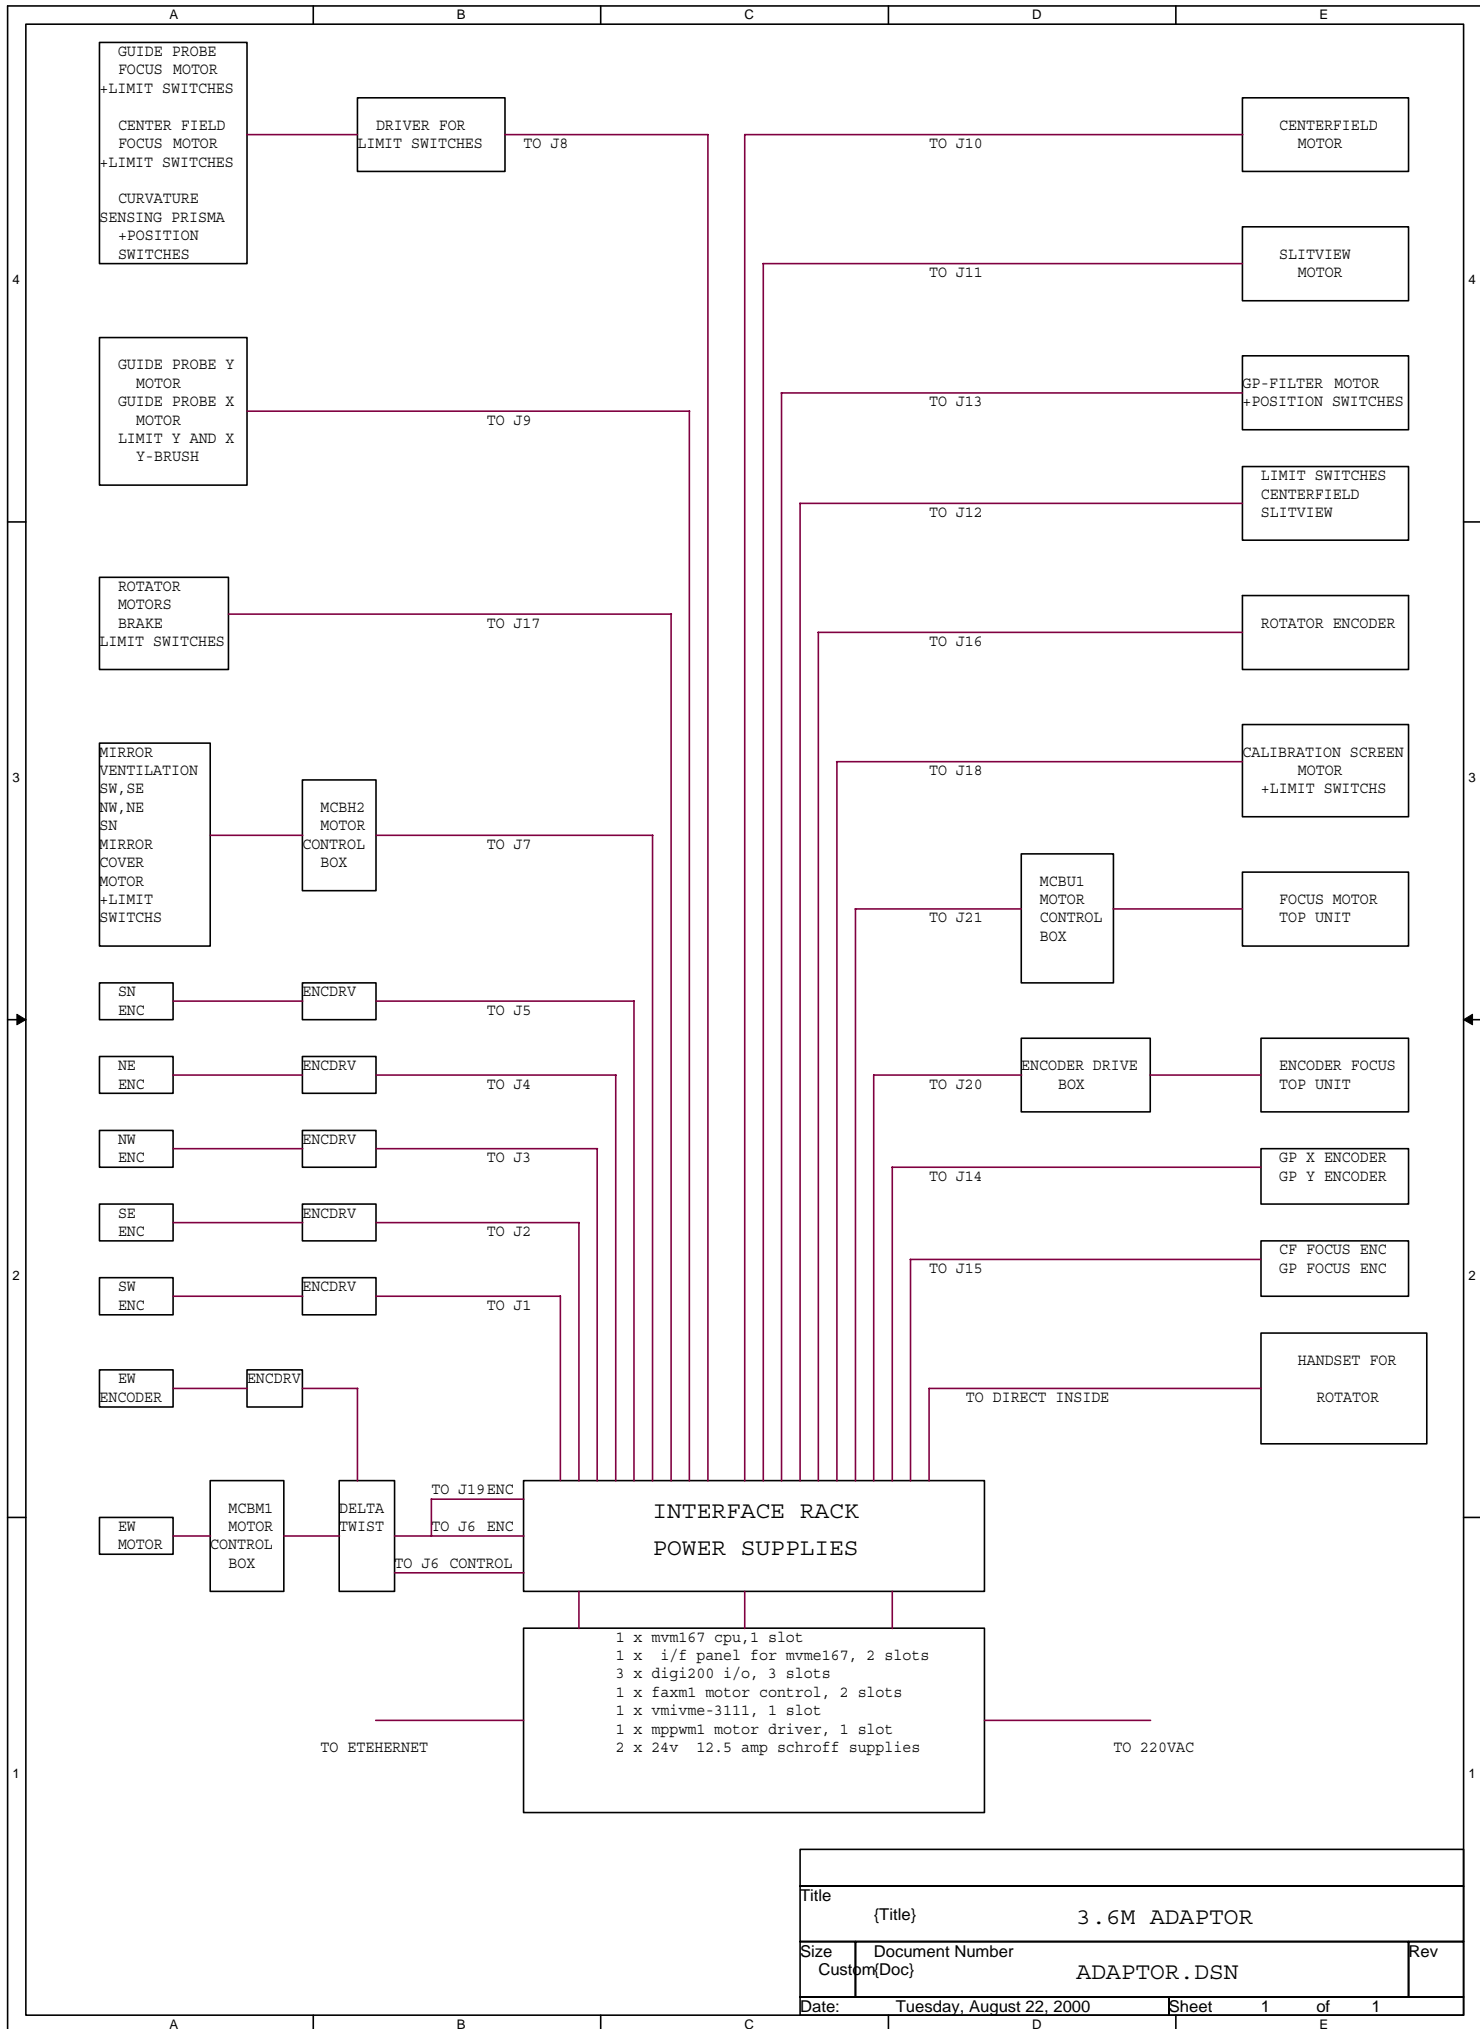 A
B
C
D
E
GUIDE PROBE
FOCUS MOTOR
+LIMIT SWITCHES
CENTER FIELD
FOCUS MOTOR
+LIMIT SWITCHES
CURVATURE
SENSING PRISMA
+POSITION
SWITCHES
DRIVER FOR
LIMIT SWITCHES
TO J8
TO J10
CENTERFIELD
MOTOR
4
TO J11
SLITVIEW
MOTOR
4
GUIDE PROBE Y
MOTOR
GUIDE PROBE X
MOTOR
LIMIT Y AND X
Y-BRUSH
TO J9
TO J13
GP-FILTER MOTOR
+POSITION SWITCHES
TO J12
LIMIT SWITCHES
CENTERFIELD
SLITVIEW
ROTATOR
MOTORS
BRAKE
LIMIT SWITCHES
TO J17
TO J16
ROTATOR ENCODER
3
MIRROR
VENTILATION
SW,SE
NW,NE
SN
MIRROR
COVER
MOTOR
+LIMIT
SWITCHS
MCBH2
MOTOR
CONTROL
BOX
TO J7
TO J18
CALIBRATION SCREEN
MOTOR
+LIMIT SWITCHS
3
TO J21
MCBU1
MOTOR
CONTROL
BOX
FOCUS MOTOR
TOP UNIT
SN
ENC
ENCDRV
TO J5
NE
ENC
ENCDRV
TO J4
TO J20
ENCODER DRIVE
BOX
ENCODER FOCUS
TOP UNIT
NW
ENC
ENCDRV
TO J3
TO J14
GP X ENCODER
GP Y ENCODER
SE
ENC
ENCDRV
TO J2
2
SW
ENC
ENCDRV
TO J1
TO J15
CF FOCUS ENC
GP FOCUS ENC
2
EW
ENCODER
ENCDRV
TO DIRECT INSIDE
HANDSET FOR
ROTATOR
EW
MOTOR
MCBM1
MOTOR
CONTROL
BOX
DELTA
TWIST
TO J19ENC
TO J6 ENC
TO J6 CONTROL
INTERFACE RACK
POWER SUPPLIES
1 x mvm167 cpu,1 slot
1 x  i/f panel for mvme167, 2 slots
3 x digi200 i/o, 3 slots
1 x faxm1 motor control, 2 slots
1 x vmivme-3111, 1 slot
1 x mppwm1 motor driver, 1 slot
2 x 24v  12.5 amp schroff supplies
TO ETEHERNET
TO 220VAC
1
1
Title
{Title}
3.6M ADAPTOR
Size
Document Number
Rev
Custom
{Doc}
ADAPTOR.DSN
Date:
Tuesday, August 22, 2000
Sheet
1 of 1
A
B
C
D
E